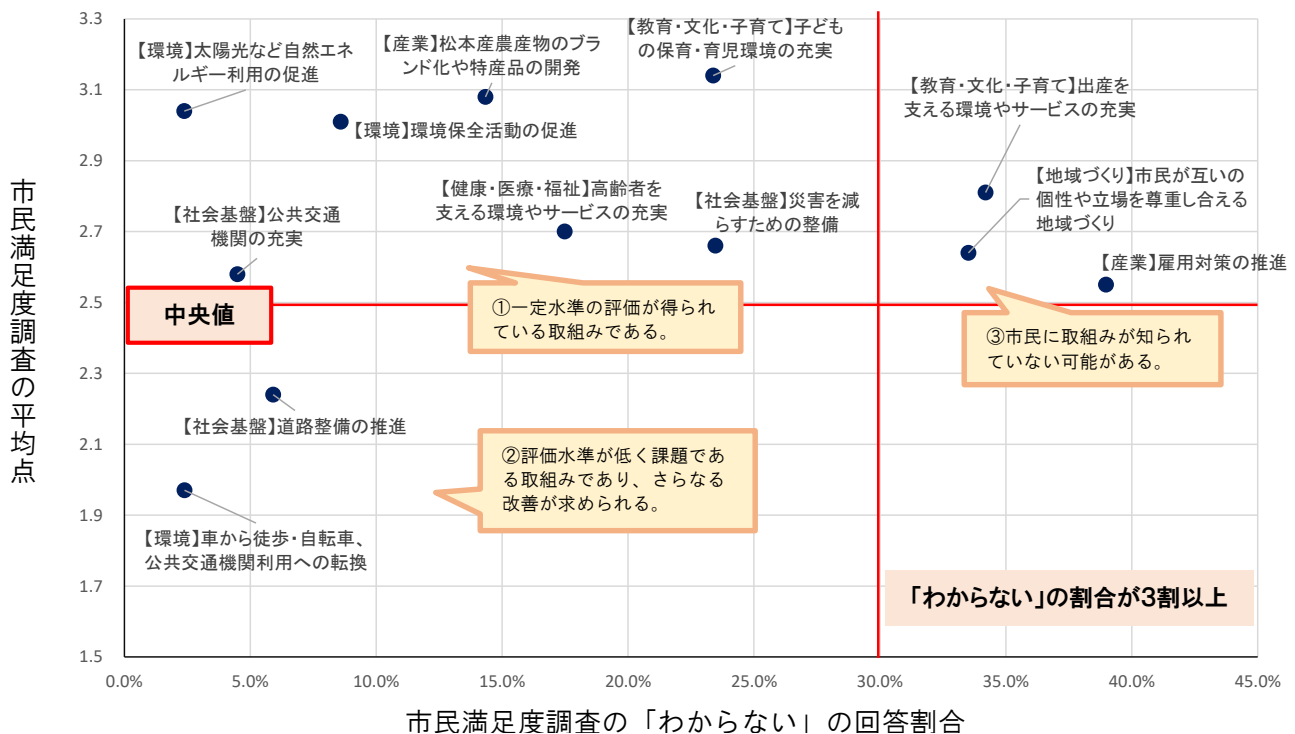 3.3
3.1
2.9
2.7
2.5
2.3
2.1
1.9
1.7
1.5
市民満足度調査の平均点
【環境】太陽光など自然エネ
ルギー利用の促進
【産業】松本産農産物のブラ
ンド化や特産品の開発
【教育・文化・子育て】子ども
の保育・育児環境の充実
【環境】環境保全活動の促進
【教育・文化・子育て】出産を
支える環境やサービスの充実
【社会基盤】公共交通
機関の充実
【健康・医療・福祉】高齢者を
支える環境やサービスの充実
【社会基盤】災害を減
らすための整備
【地域づくり】市民が互いの
個性や立場を尊重し合える
地域づくり
【産業】雇用対策の推進
中央値
①一定水準の評価が得られ
ている取組みである。
③市民に取組みが知られ
ていない可能がある。
【社会基盤】道路整備の推進
②評価水準が低く課題であ
る取組みであり、さらなる
改善が求められる。
【環境】車から徒歩・自転車、
公共交通機関利用への転換
「わからない」の割合が3割以上
0.0%
5.0%
10.0%
15.0%
20.0%
25.0%
30.0%
35.0%
40.0%
45.0%
市民満足度調査の「わからない」の回答割合